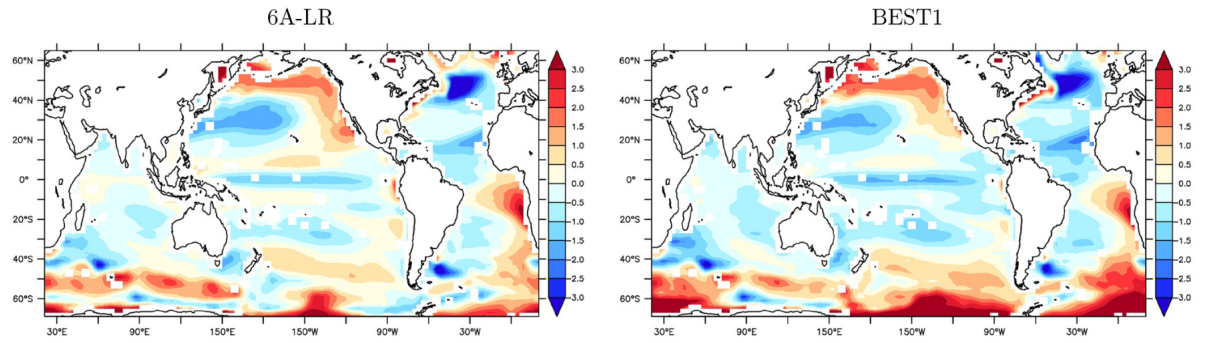 6A-LR BEST1
60°N 3.0 60°N 3.0
2.5 2.5
40°N 2.0 40°N 2.0
1.5 1.5
20°N 1.0 20°N 1.0
0.5 0.5
0° 0.0 0° 0.0
-0.5 -0.5
20°S -1.0 20°S -1.0
-1.5 -1.5
40°S -2.0 40°S -2.0
-2.5 -2.5
60°S -3.0 60°S -3.0
30°E 90°E 150°E 150°W 90°W 30°W 30°E 90°E 150°E 150°W 90°W 30°W